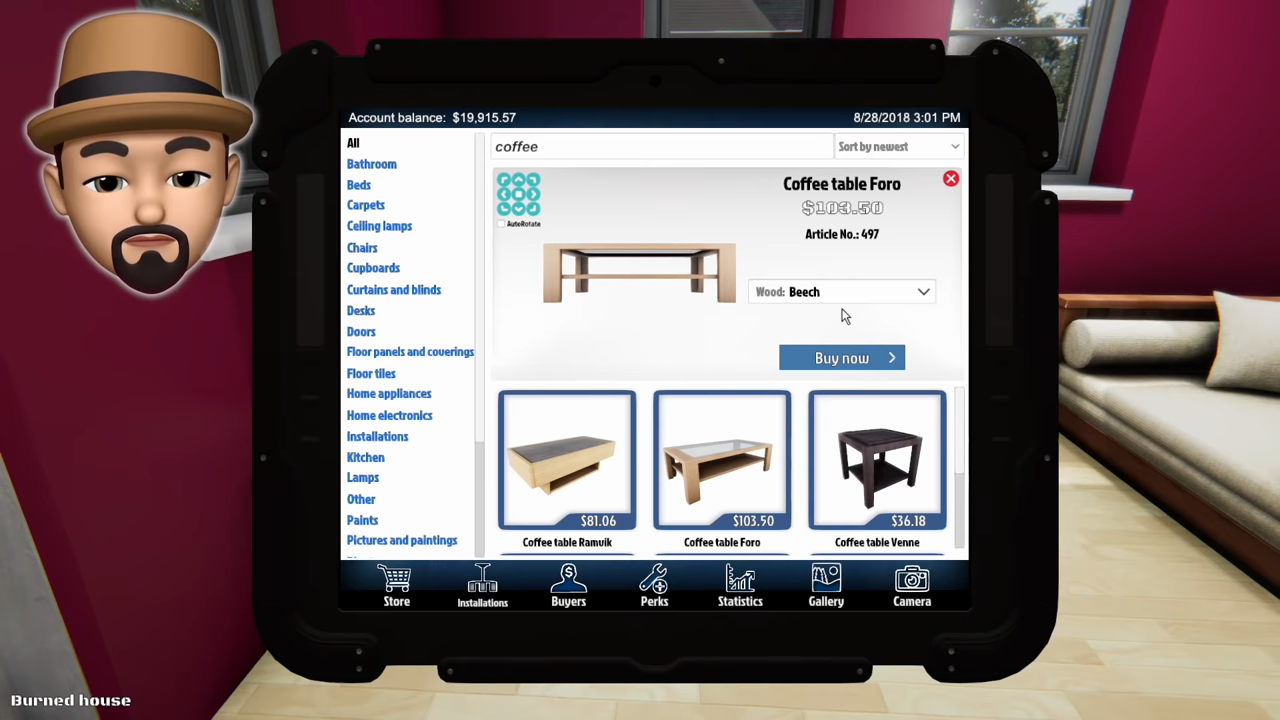 Account balance: $19,915.57
8/28/2018 3:01 PM
All
Bathroom
Beds
Carpets
Ceiling lamps
Chairs
Cupboards
Curtains and blinds
Desks
Doors
Floor panels and coverings
Floor tiles
Home appliances
Home electronics
Installations
Kitchen
Lamps
Other
Paints
Pictures and paintings
coffee
Sort by newest
AutoRotate
Coffee table Foro
$103.50
Article No.: 497
Wood: Beech
Buy now
$81.06
$103.50
$36.18
Coffee table Ramvik
Coffee table Foro
Coffee table Venne
Store
Installations
Buyers
Perks
Statistics
Gallery
Camera
Burned house